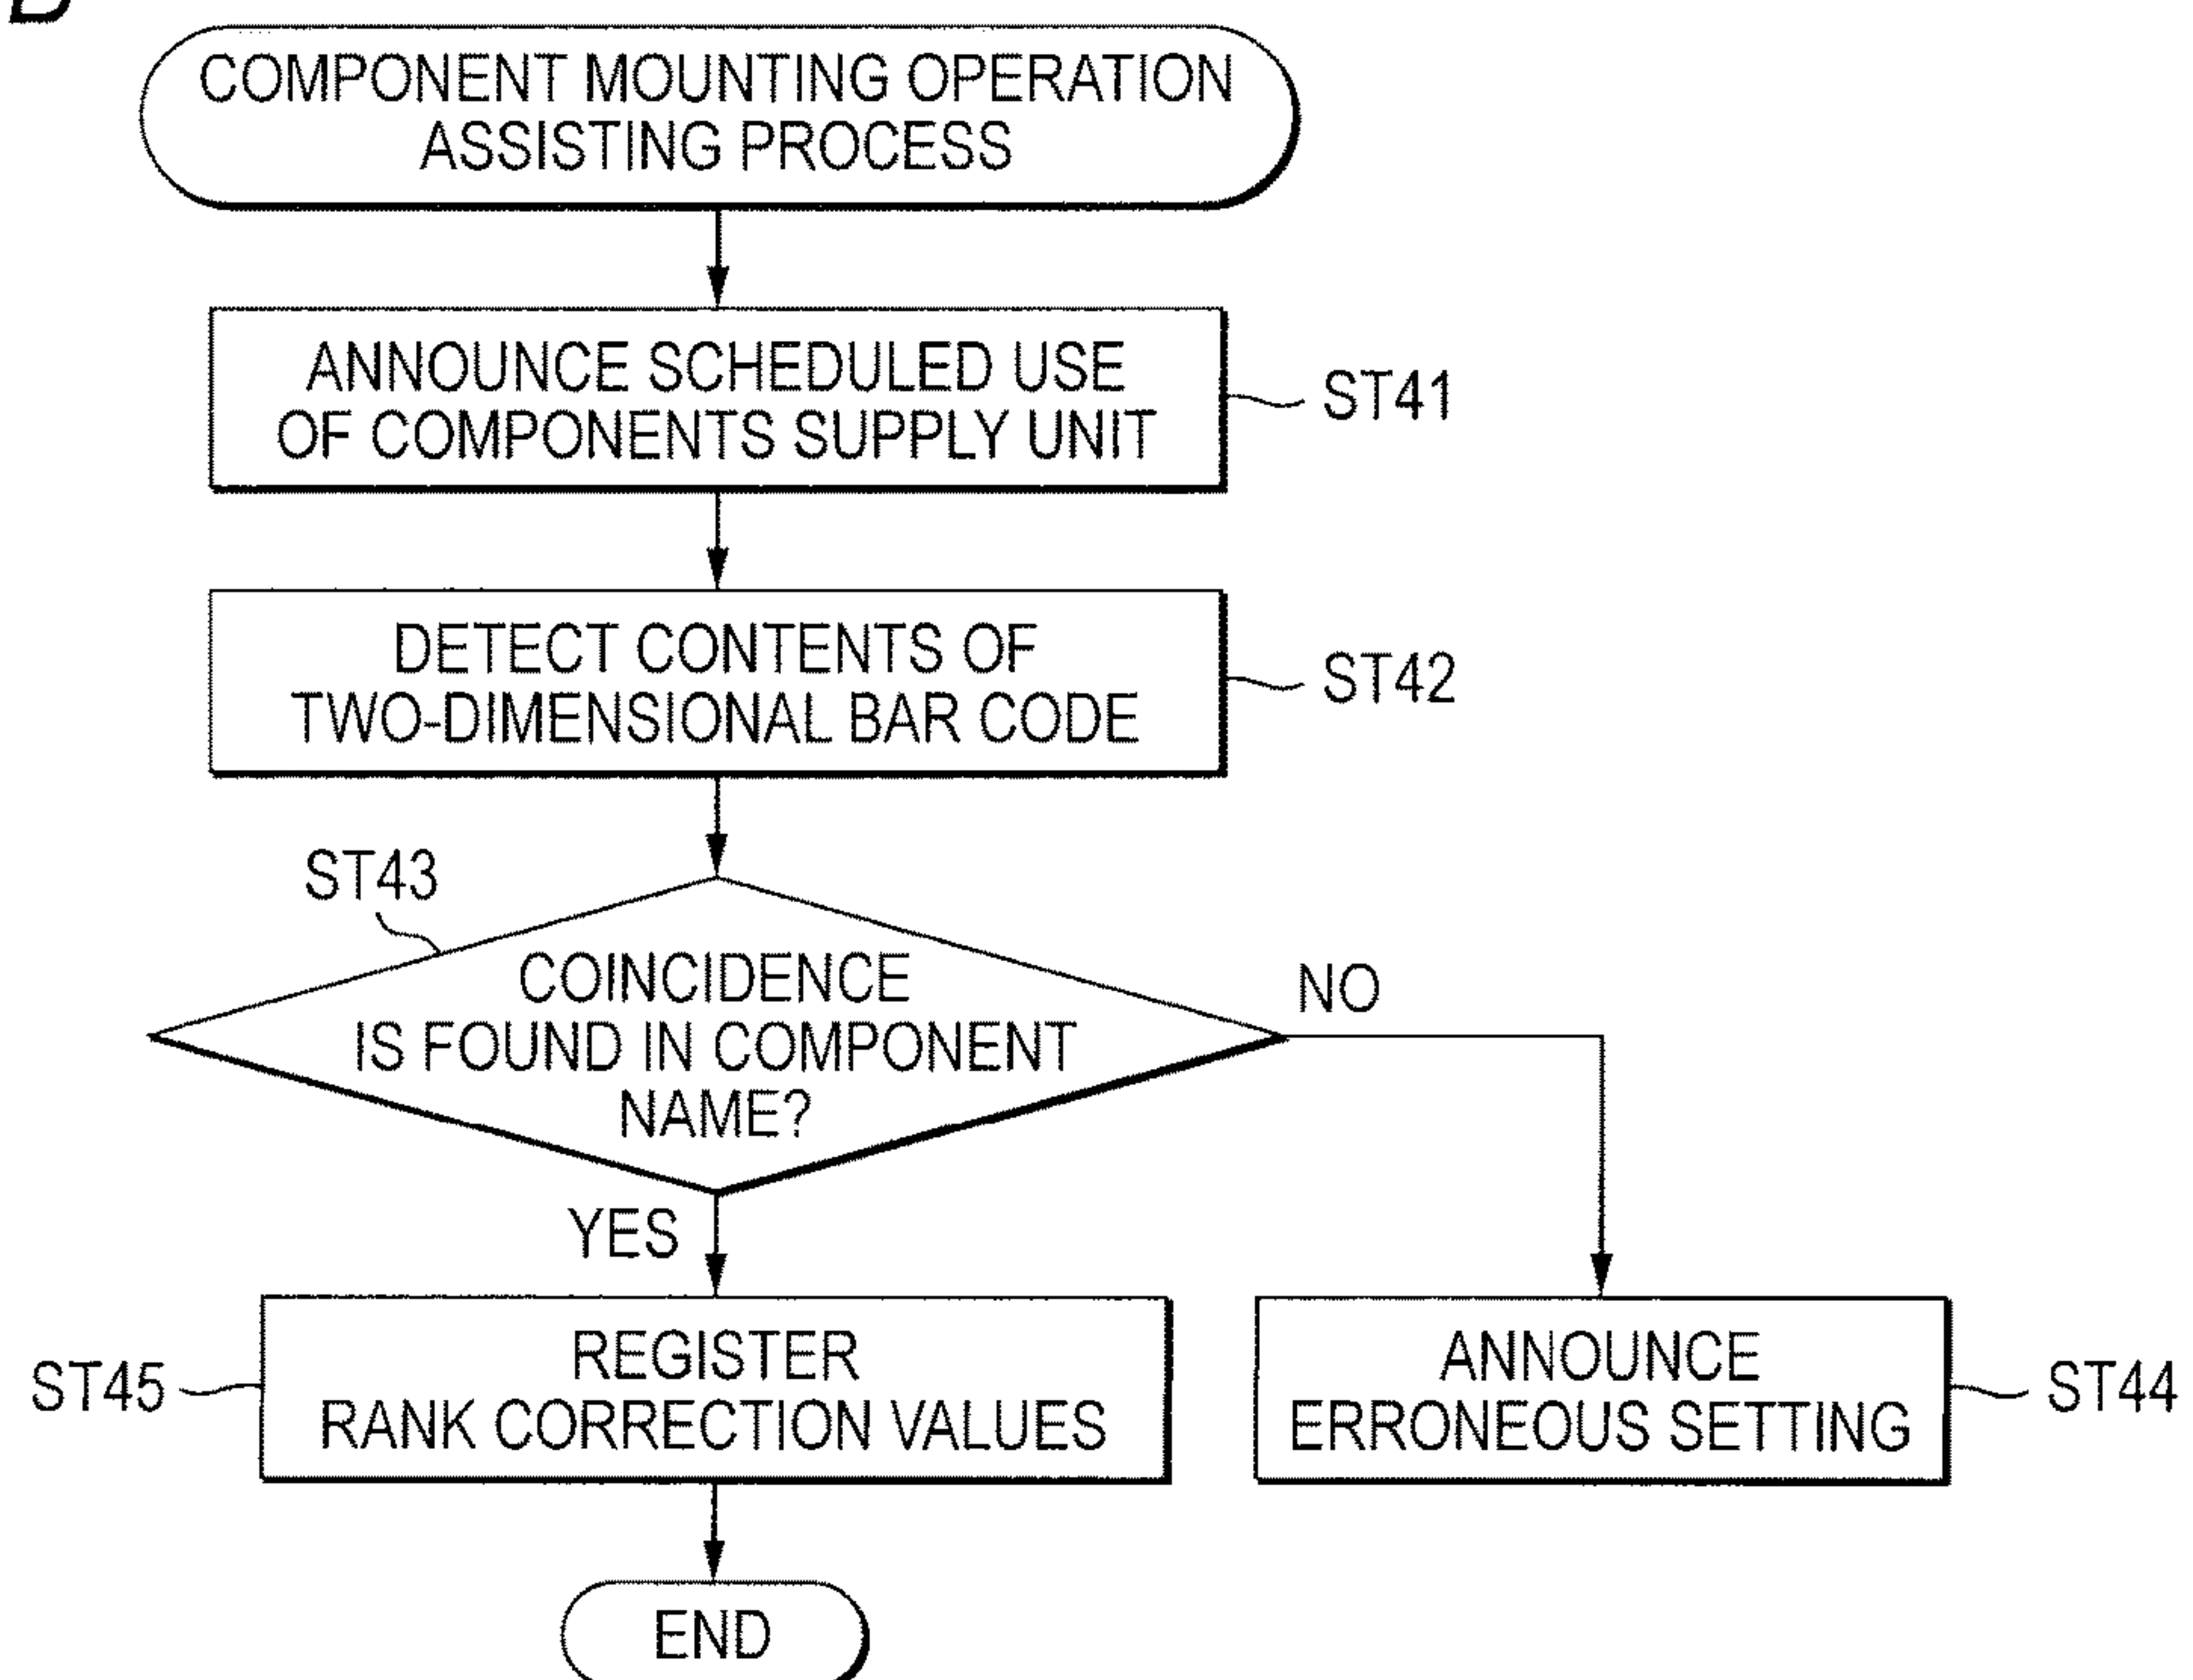 COMPONENT MOUNTING OPERATION
ASSISTING PROCESS
ANNOUNCE SCHEDULED USE
OF COMPONENTS SUPPLY UNIT
ST41
DETECT CONTENTS OF
TWO-DIMENSIONAL BAR CODE
ST42
ST43
COINCIDENCE
IS FOUND IN COMPONENT
NAME?
NO
YES
REGISTER
RANK CORRECTION VALUES
ST45
ANNOUNCE
ERRONEOUS SETTING
ST44
END